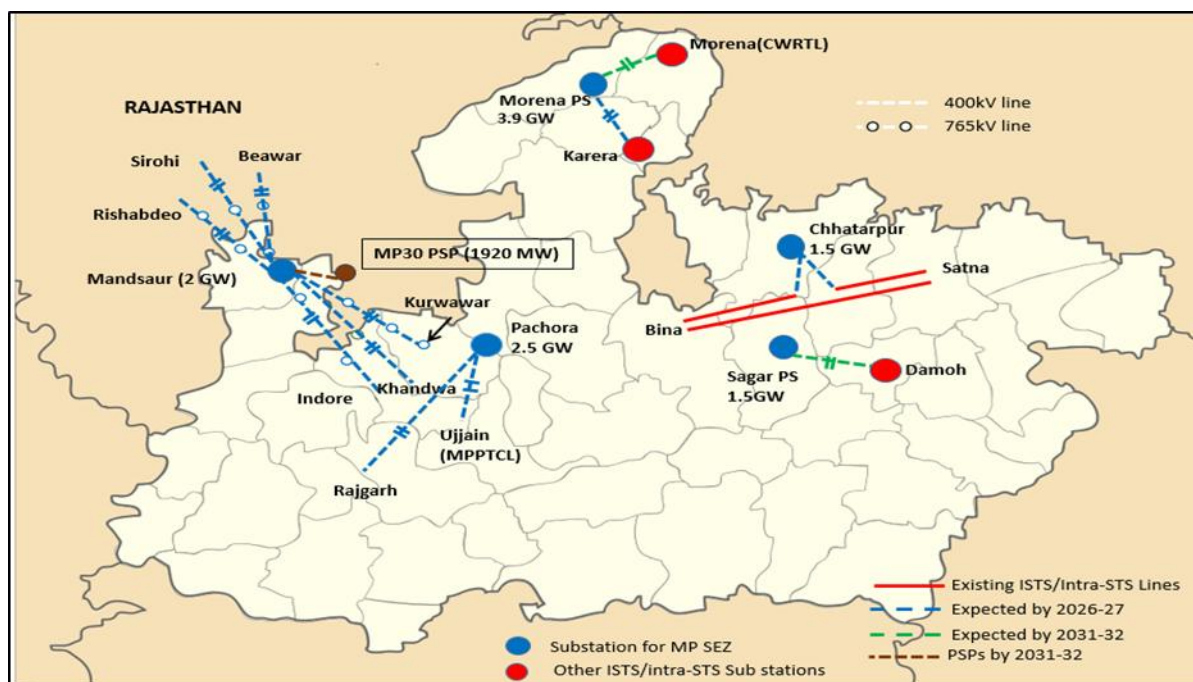 Morena(CWRTL)
RAJASTHAN
Morena PS
3.9 GW
400kV line
765kV line
Sirohi
Beawar
Karera
Rishabdeo
Chhatarpur
1.5 GW
MP30 PSP (1920 MW)
Satna
Mandsaur (2 GW)
Kurwawar
Pachora
2.5 GW
Bina
Sagar PS
1.5GW
Damoh
Khandwa
Indore
Ujjain
(MPPTCL)
Rajgarh
Existing ISTS/Intra-STS Lines
Expected by 2026-27
Expected by 2031-32
PSPs by 2031-32
Substation for MP SEZ
Other ISTS/intra-STS Sub stations